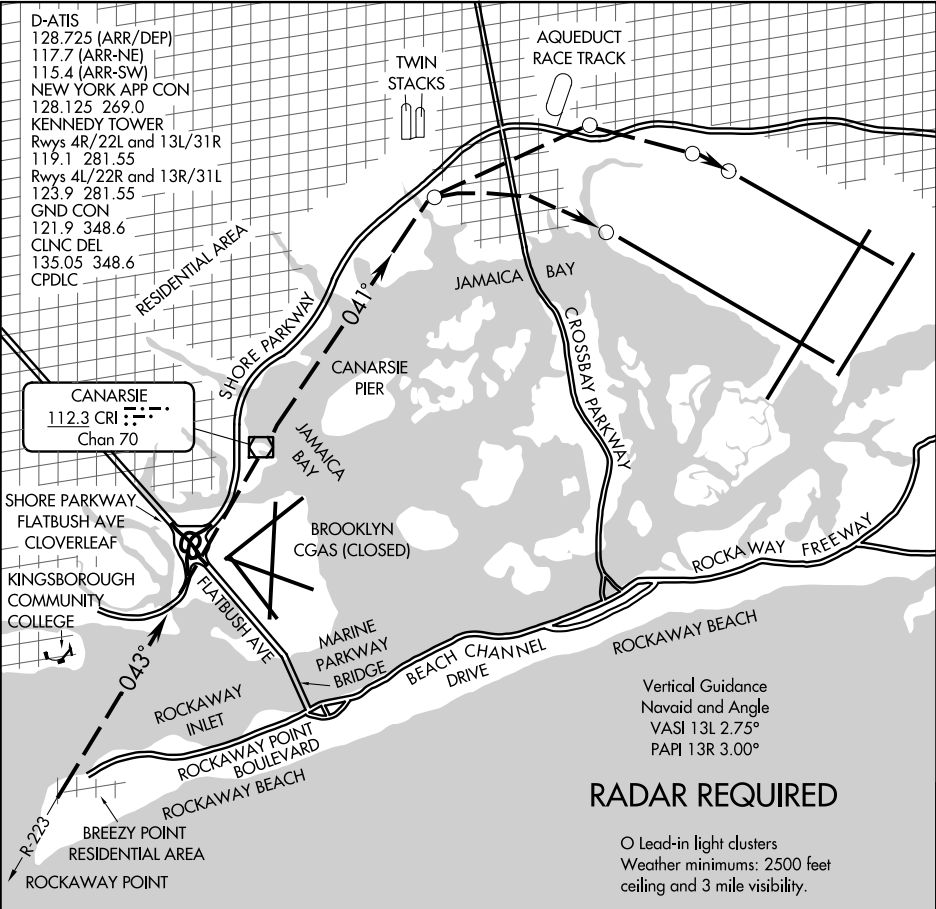 D-ATIS
128.725 (ARR/DEP)
117.7 (ARR-NE)
115.4 (ARR-SW)
NEW YORK APP CON
128.125 269.0
KENNEDY TOWER
Rwys 4R/22L and 13L/31R
119.1 281.55
Rwys 4L/22R and 13R/31L
123.9 281.55
GND CON
121.9 348.6
CLNC DEL
135.05 348.6
CPDLC
TWIN
STACKS
AQUEDUCT
RACE TRACK
RESIDENTIAL AREA
SHORE PARKWAY
041°
JAMAICA BAY
CROSSBAY PARKWAY
CANARSIE
PIER
CANARSIE
112.3 CRI
Chan 70
JAMAICA
BAY
SHORE PARKWAY
FLATBUSH AVE
CLOVERLEAF
BROOKLYN
CGAS (CLOSED)
KINGSBOROUGH
COMMUNITY
COLLEGE
FLATBUSH AVE
043°
MARINE
PARKWAY
BRIDGE
BEACH CHANNEL
DRIVE
ROCKAWAY FREEWAY
ROCKAWAY BEACH
ROCKAWAY
INLET
ROCKAWAY POINT
BOULEVARD
ROCKAWAY BEACH
Vertical Guidance
Navaid and Angle
VASI 13L 2.75°
PAPI 13R 3.00°
RADAR REQUIRED
R-223
BREEZY POINT
RESIDENTIAL AREA
ROCKAWAY POINT
O Lead-in light clusters
Weather minimums: 2500 feet
ceiling and 3 mile visibility.